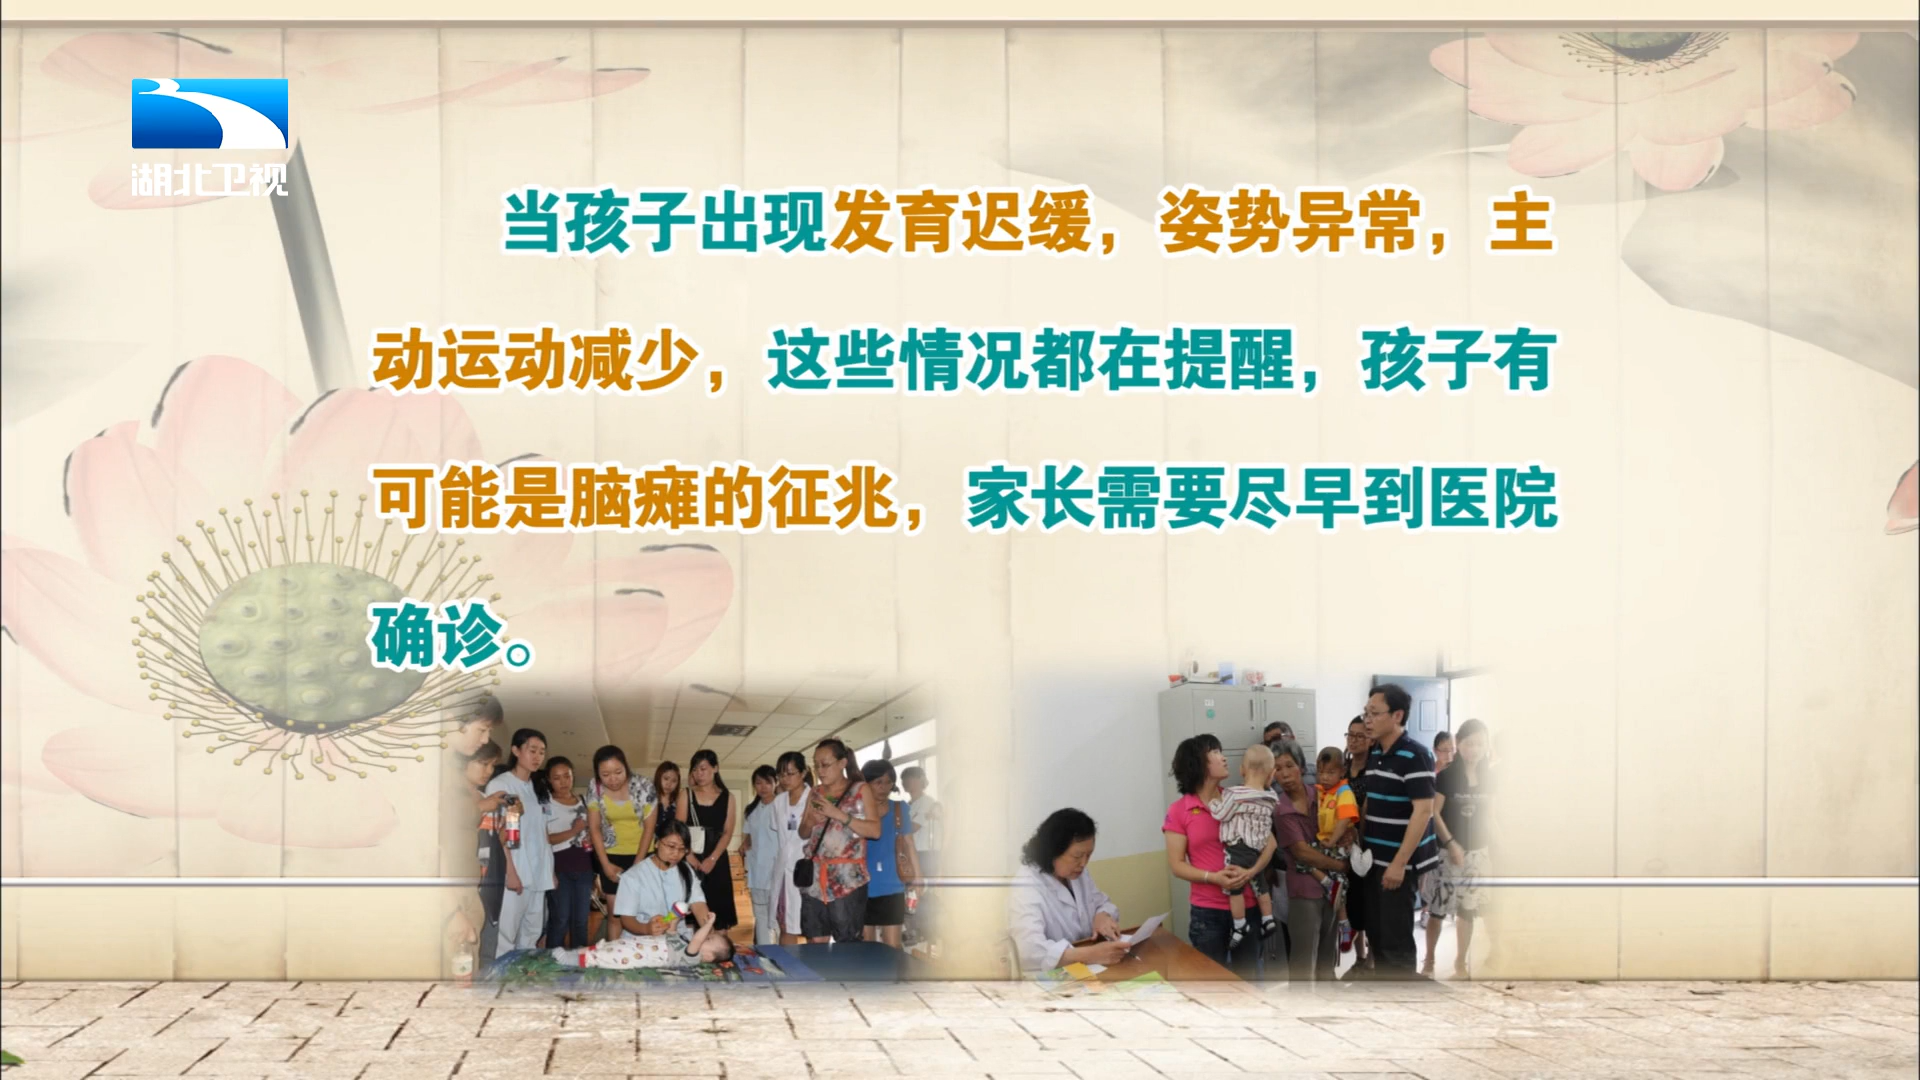 湖北卫视
当孩子出现发育迟缓，姿势异常，主
动运动减少，这些情况都在提醒，孩子有
可能是脑瘫的征兆，家长需要尽早到医院
确诊。